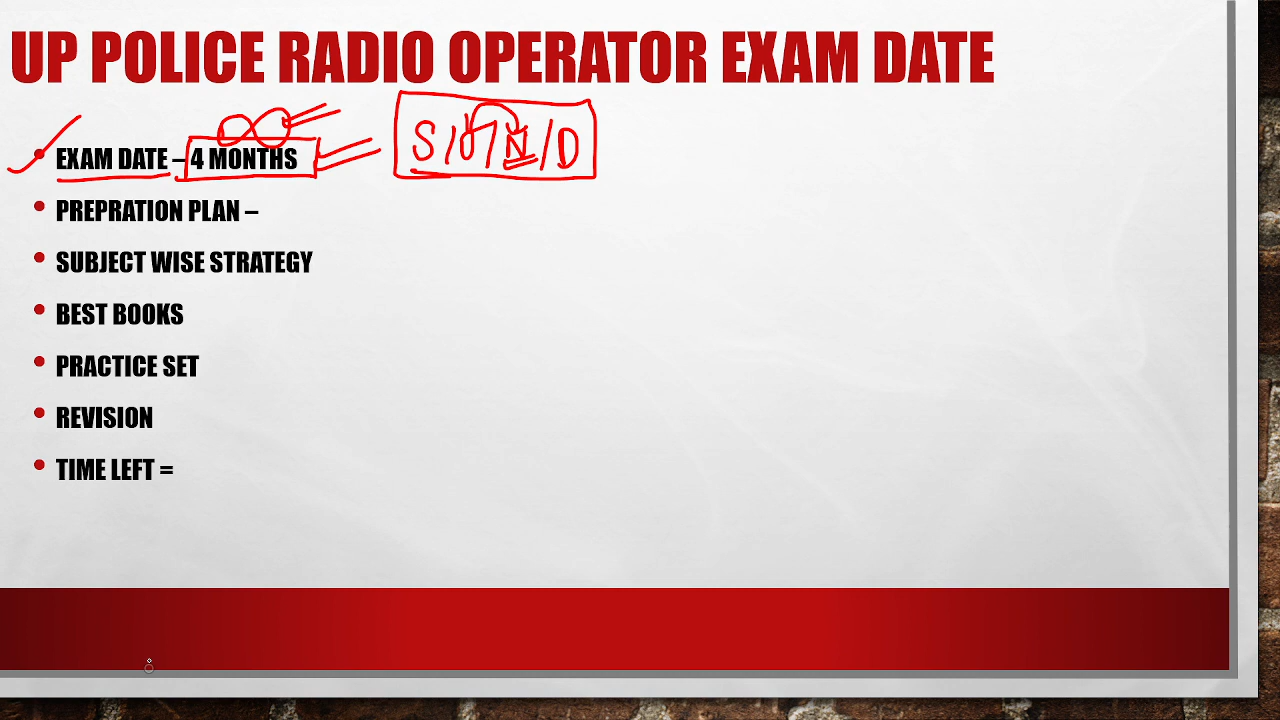 UP POLICE RADIO OPERATOR EXAM DATE
S/O/N/D
• EXAM DATE – 4 MONTHS
• PREPRATION PLAN –
• SUBJECT WISE STRATEGY
• BEST BOOKS
• PRACTICE SET
• REVISION
• TIME LEFT =